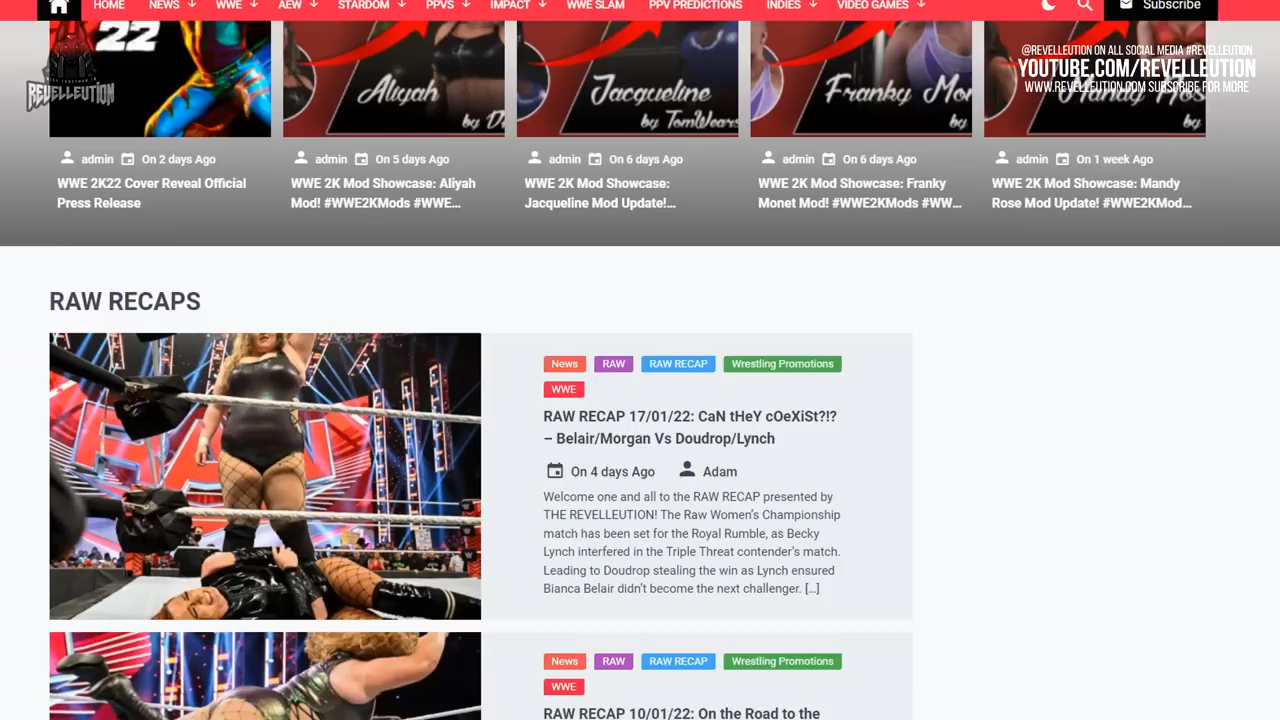 HOME NEWS WWE AEW STARDOM PPVS IMPACT WWE SLAM PPV PREDICTIONS INDIES VIDEO GAMES Subscribe
@REVELLEUTION ON ALL SOCIAL MEDIA #REVELLEUTION
YOUTUBE.COM/REVELLEUTION
WWW.REVELLEUTION.COM SUBSCRIBE FOR MORE
REVELLEUTION
22
Aliyah
Jacqueline
by TomWears
Franky Mon
by
Mandy Ros
by
admin On 2 days Ago
WWE 2K22 Cover Reveal Official
Press Release
admin On 5 days Ago
WWE 2K Mod Showcase: Aliyah
Mod! #WWE2KMods #WWE…
admin On 6 days Ago
WWE 2K Mod Showcase:
Jacqueline Mod Update!…
admin On 6 days Ago
WWE 2K Mod Showcase: Franky
Monet Mod! #WWE2KMods #WW…
admin On 1 week Ago
WWE 2K Mod Showcase: Mandy
Rose Mod Update! #WWE2KMod…
RAW RECAPS
News RAW RAW RECAP Wrestling Promotions
WWE
RAW RECAP 17/01/22: CaN tHeY cOeXiSt?!?
– Belair/Morgan Vs Doudrop/Lynch
On 4 days Ago Adam
Welcome one and all to the RAW RECAP presented by
THE REVELLEUTION! The Raw Women's Championship
match has been set for the Royal Rumble, as Becky
Lynch interfered in the Triple Threat contender's match.
Leading to Doudrop stealing the win as Lynch ensured
Bianca Belair didn't become the next challenger. […]
News RAW RAW RECAP Wrestling Promotions
WWE
RAW RECAP 10/01/22: On the Road to the